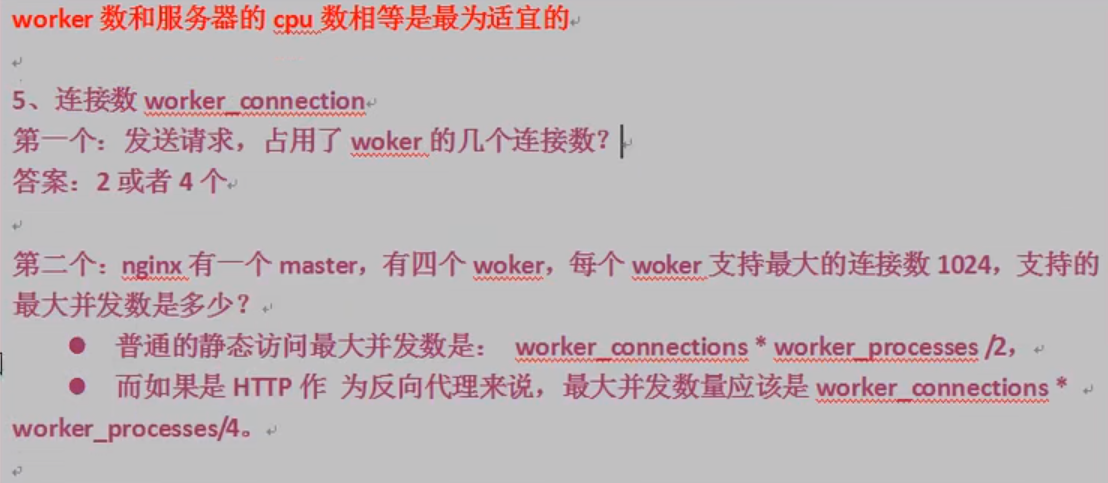 worker 数和服务器的 cpu 数相等是最为适宜的
5、连接数 worker_connection
第一个：发送请求，占用了 woker 的几个连接数？
答案：2 或者 4 个
第二个：nginx 有一个 master，有四个 woker，每个 woker 支持最大的连接数 1024，支持的
最大并发数是多少？
● 普通的静态访问最大并发数是： worker_connections * worker_processes /2，
● 而如果是 HTTP 作 为反向代理来说，最大并发数量应该是 worker_connections *
worker_processes/4。